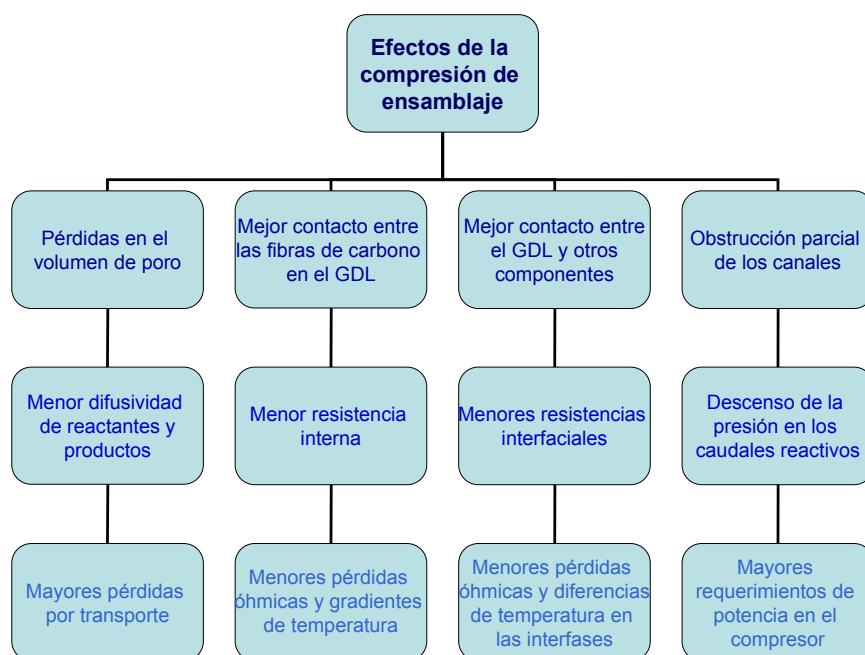 Efectos de la
compresión de
ensamblaje
Pérdidas en el
volumen de poro
Mejor contacto entre
las fibras de carbono
en el GDL
Mejor contacto entre
el GDL y otros
componentes
Obstrucción parcial
de los canales
Menor difusividad
de reactantes y
productos
Menor resistencia
interna
Menores resistencias
interfaciales
Descenso de la
presión en los
caudales reactivos
Mayores pérdidas
por transporte
Menores pérdidas
óhmicas y gradientes
de temperatura
Menores pérdidas
óhmicas y diferencias
de temperatura en
las interfases
Mayores
requerimientos de
potencia en el
compresor